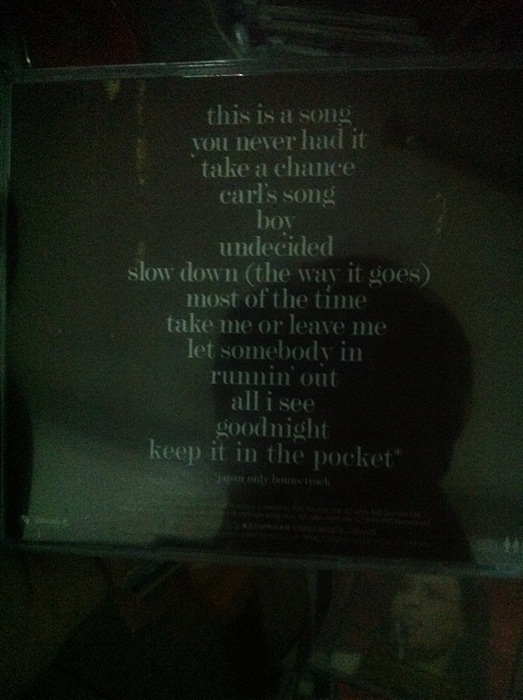 this is a song
you never had it
take a chance
carl's song
boy
undecided
slow down (the way it goes)
most of the time
take me or leave me
let somebody in
runnin' out
all i see
goodnight
keep it in the pocket*
*japan only bonus track